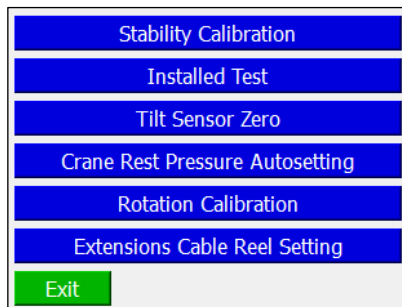 Stability Calibration
Installed Test
Tilt Sensor Zero
Crane Rest Pressure Autosetting
Rotation Calibration
Extensions Cable Reel Setting
Exit